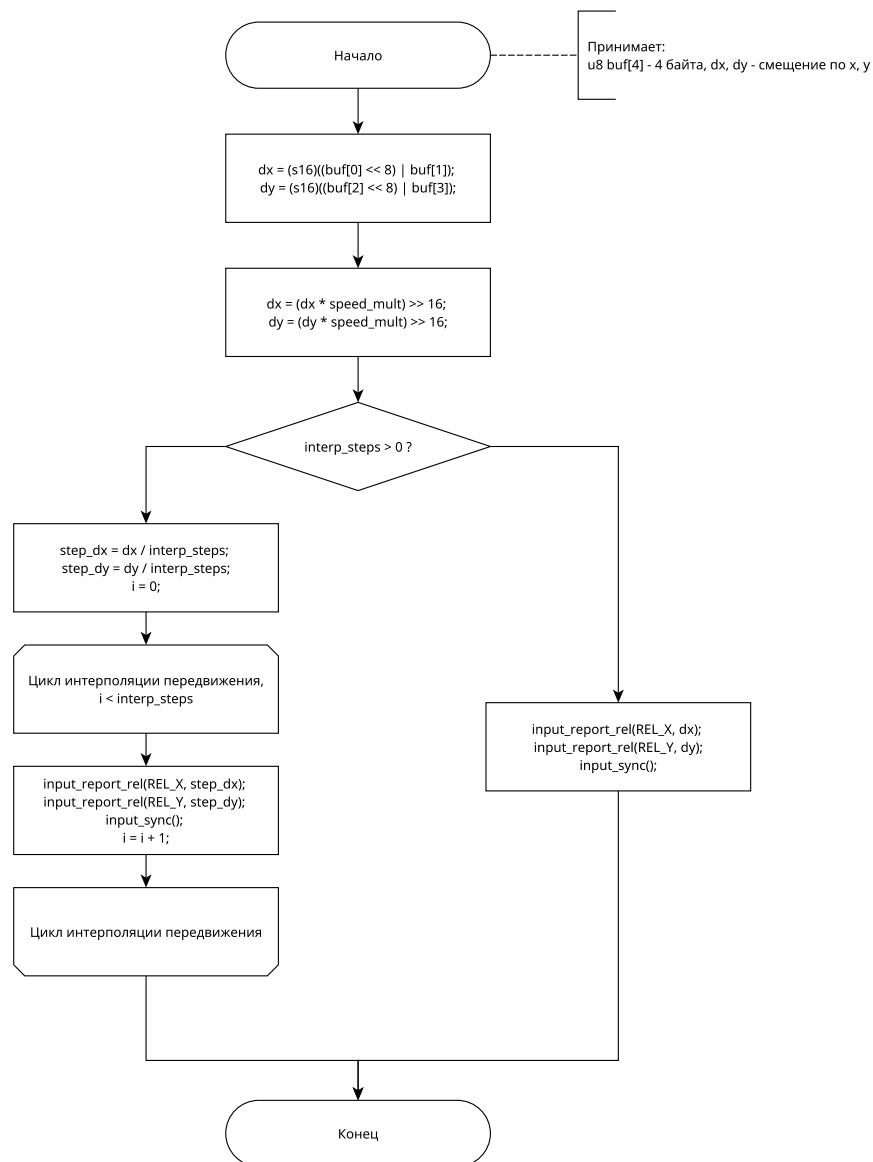 Начало
Принимает:
u8 buf[4] - 4 байта, dx, dy - смещение по x, y
dx = (s16)((buf[0] << 8) | buf[1]);
dy = (s16)((buf[2] << 8) | buf[3]);
dx = (dx * speed_mult) >> 16;
dy = (dy * speed_mult) >> 16;
interp_steps > 0 ?
step_dx = dx / interp_steps;
step_dy = dy / interp_steps;
i = 0;
Цикл интерполяции передвижения,
i < interp_steps
input_report_rel(REL_X, step_dx);
input_report_rel(REL_Y, step_dy);
input_sync();
i = i + 1;
Цикл интерполяции передвижения
input_report_rel(REL_X, dx);
input_report_rel(REL_Y, dy);
input_sync();
Конец